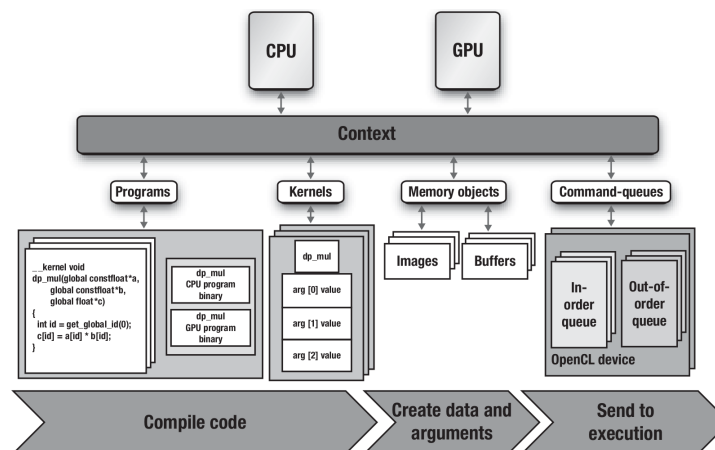 CPU
GPU
Context
Programs
Kernels
Memory objects
Command-queues
__kernel void
dp_mul(global constfloat*a,
global constfloat*b,
global float*c)
{
int id = get_global_id(0);
c[id] = a[id] * b[id];
}
dp_mul
CPU program
binary
dp_mul
GPU program
binary
dp_mul
arg [0] value
arg [1] value
arg [2] value
Images
Buffers
In-
order
queue
Out-of-
order
queue
OpenCL device
Compile code
Create data and
arguments
Send to
execution